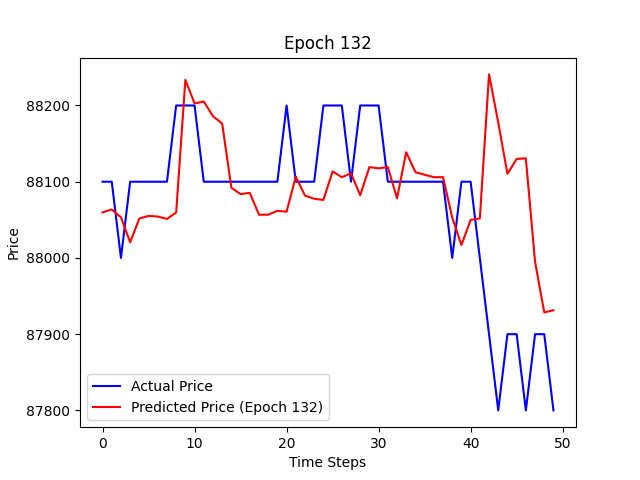 Epoch 132
Price
88200
88100
88000
87900
87800
Actual Price
Predicted Price (Epoch 132)
0 10 20 30 40 50
Time Steps